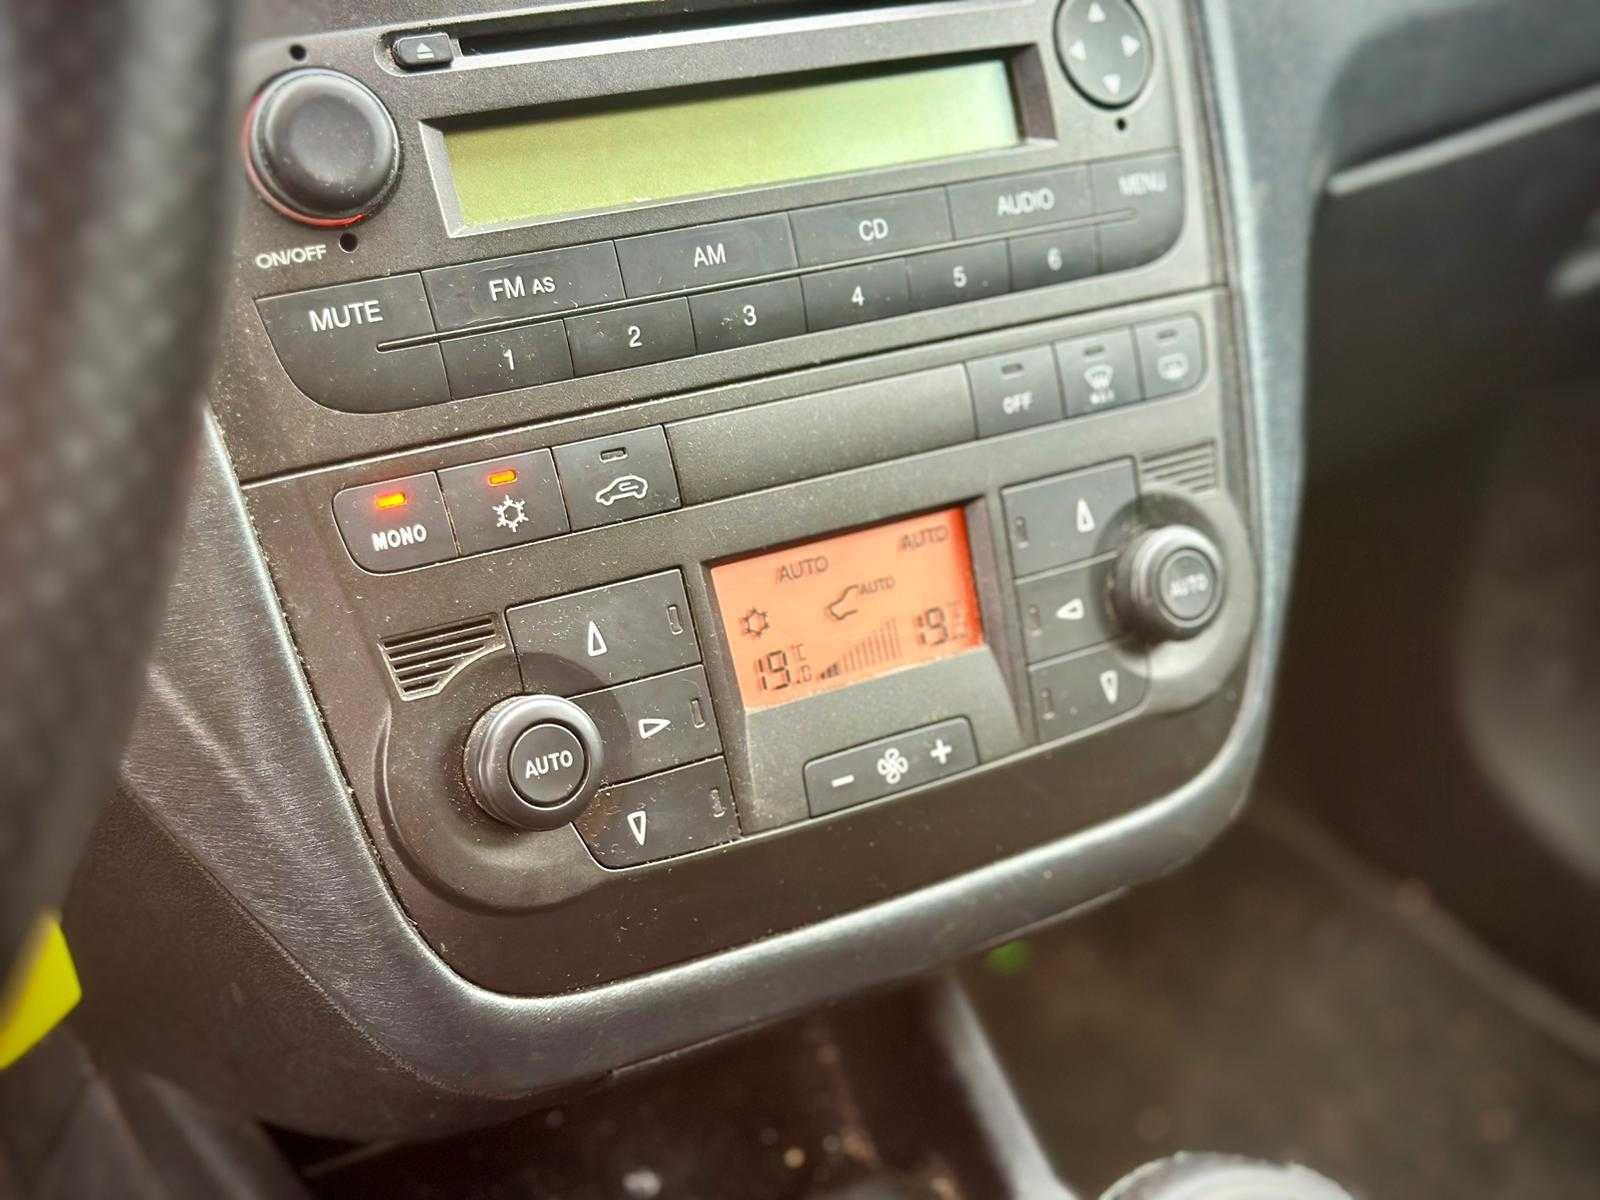 ON/OFF
MUTE
FM AS
AM
CD
AUDIO
MENU
1
2
3
4
5
6
OFF
MONO
/AUTO
/AUTO
AUTO
19
°C
19
AUTO
AUTO
- +